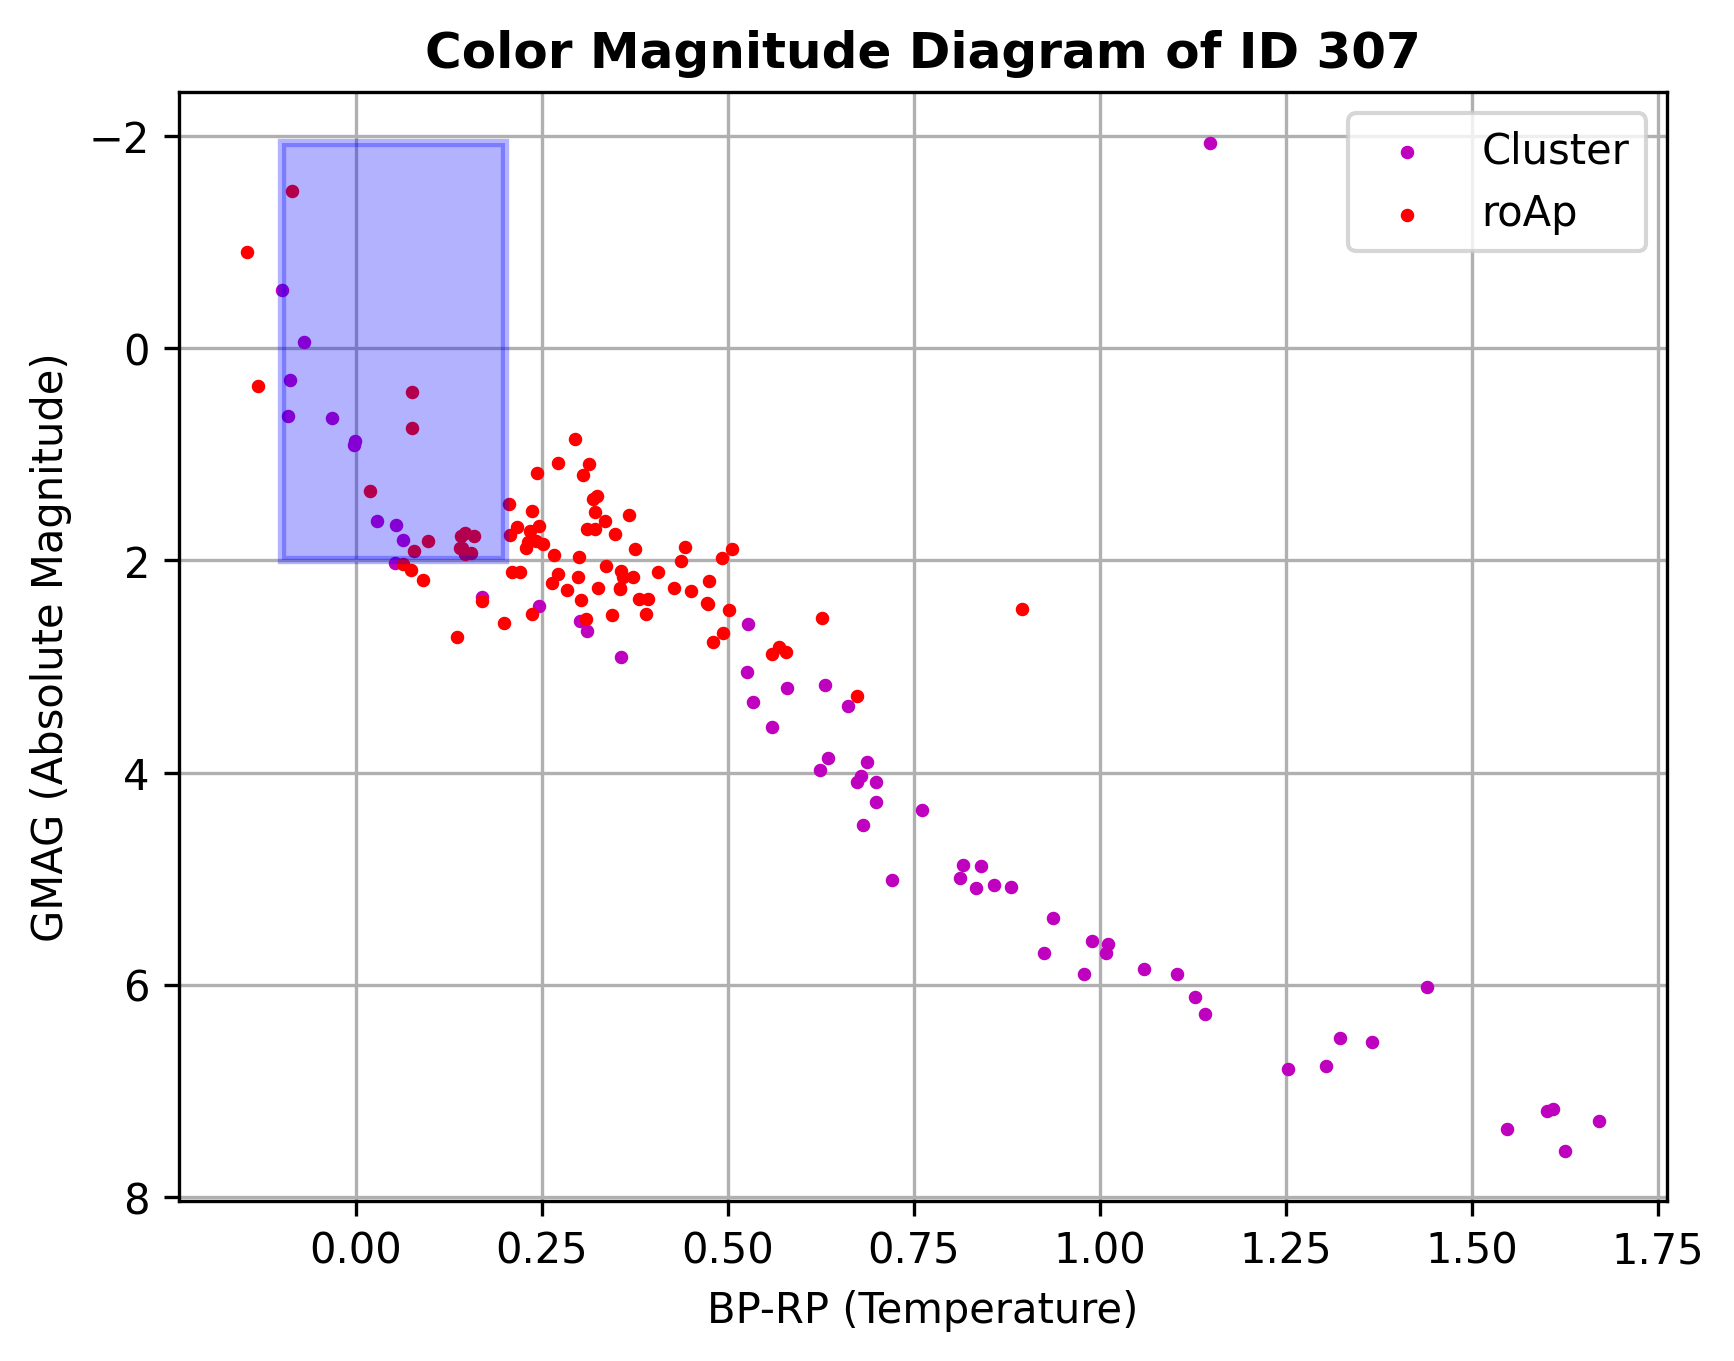 Color Magnitude Diagram of ID 307
Cluster
roAp
GMAG (Absolute Magnitude)
−2
0
2
4
6
8
0.00 0.25 0.50 0.75 1.00 1.25 1.50 1.75
BP-RP (Temperature)